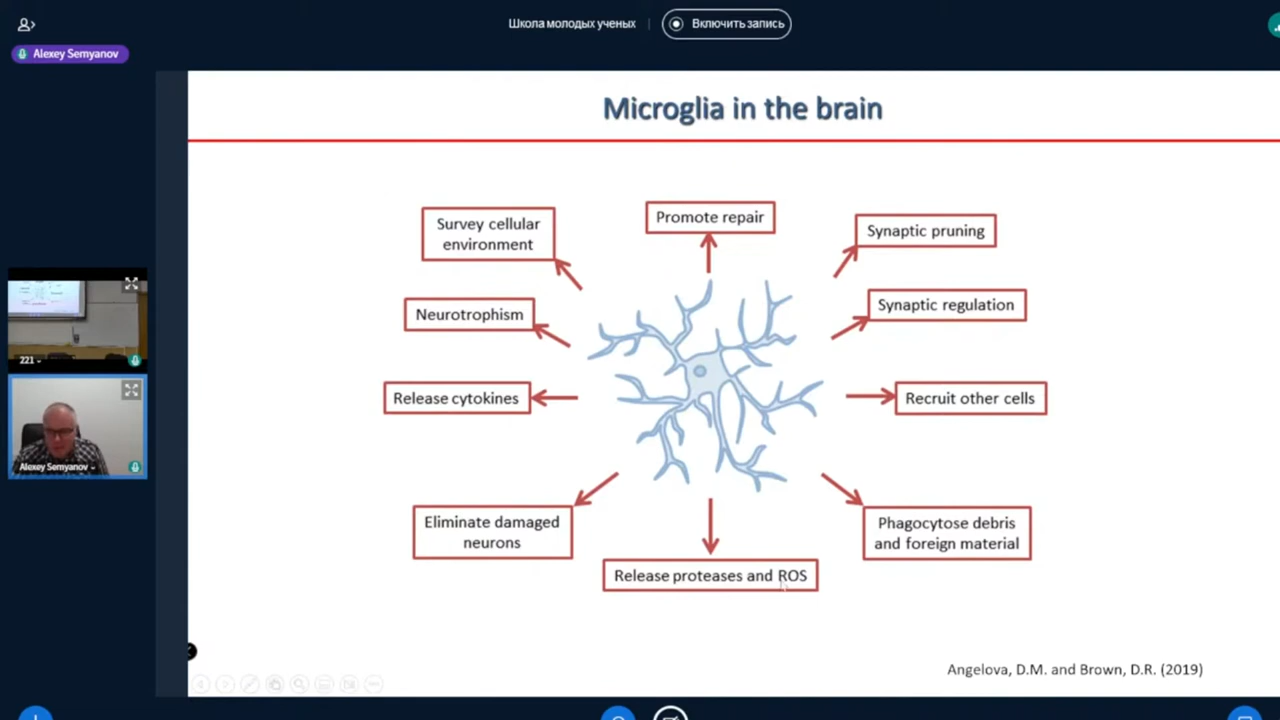 Школа молодых ученых
Включить запись
Alexey Semyanov
Microglia in the brain
Survey cellular
environment
Promote repair
Synaptic pruning
Neurotrophism
Synaptic regulation
Release cytokines
Recruit other cells
Eliminate damaged
neurons
Phagocytose debris
and foreign material
Release proteases and ROS
221
Alexey Semyanov
Angelova, D.M. and Brown, D.R. (2019)